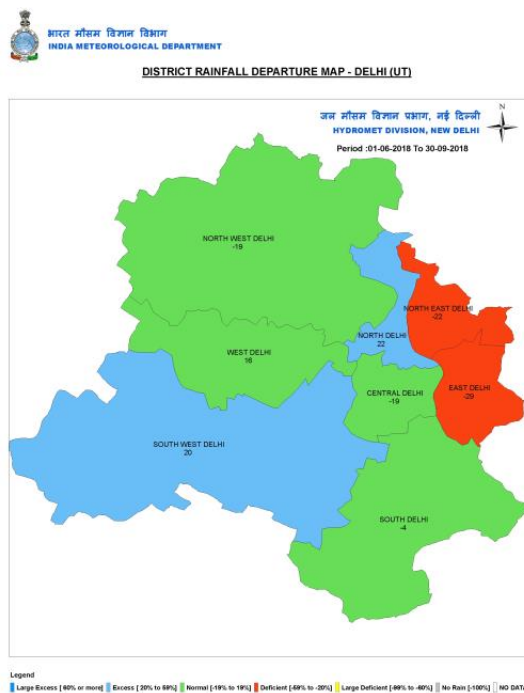 भारत मौसम विज्ञान विभाग
INDIA METEOROLOGICAL DEPARTMENT
DISTRICT RAINFALL DEPARTURE MAP - DELHI (UT)
जल मौसम विज्ञान प्रभाग, नई दिल्ली
HYDROMET DIVISION, NEW DELHI
N
Period :01-06-2018 To 30-09-2018
NORTH WEST DELHI
-19
NORTH EAST DELHI
-22
NORTH DELHI
22
WEST DELHI
16
EAST DELHI
-29
CENTRAL DELHI
-19
SOUTH WEST DELHI
20
SOUTH DELHI
-4
Legend
Large Excess [ 60% or more] Excess [ 20% to 59%] Normal [-19% to 19%] Deficient [-59% to -20%] Large Deficient [-99% to -60%] No Rain [-100%] NO DATA